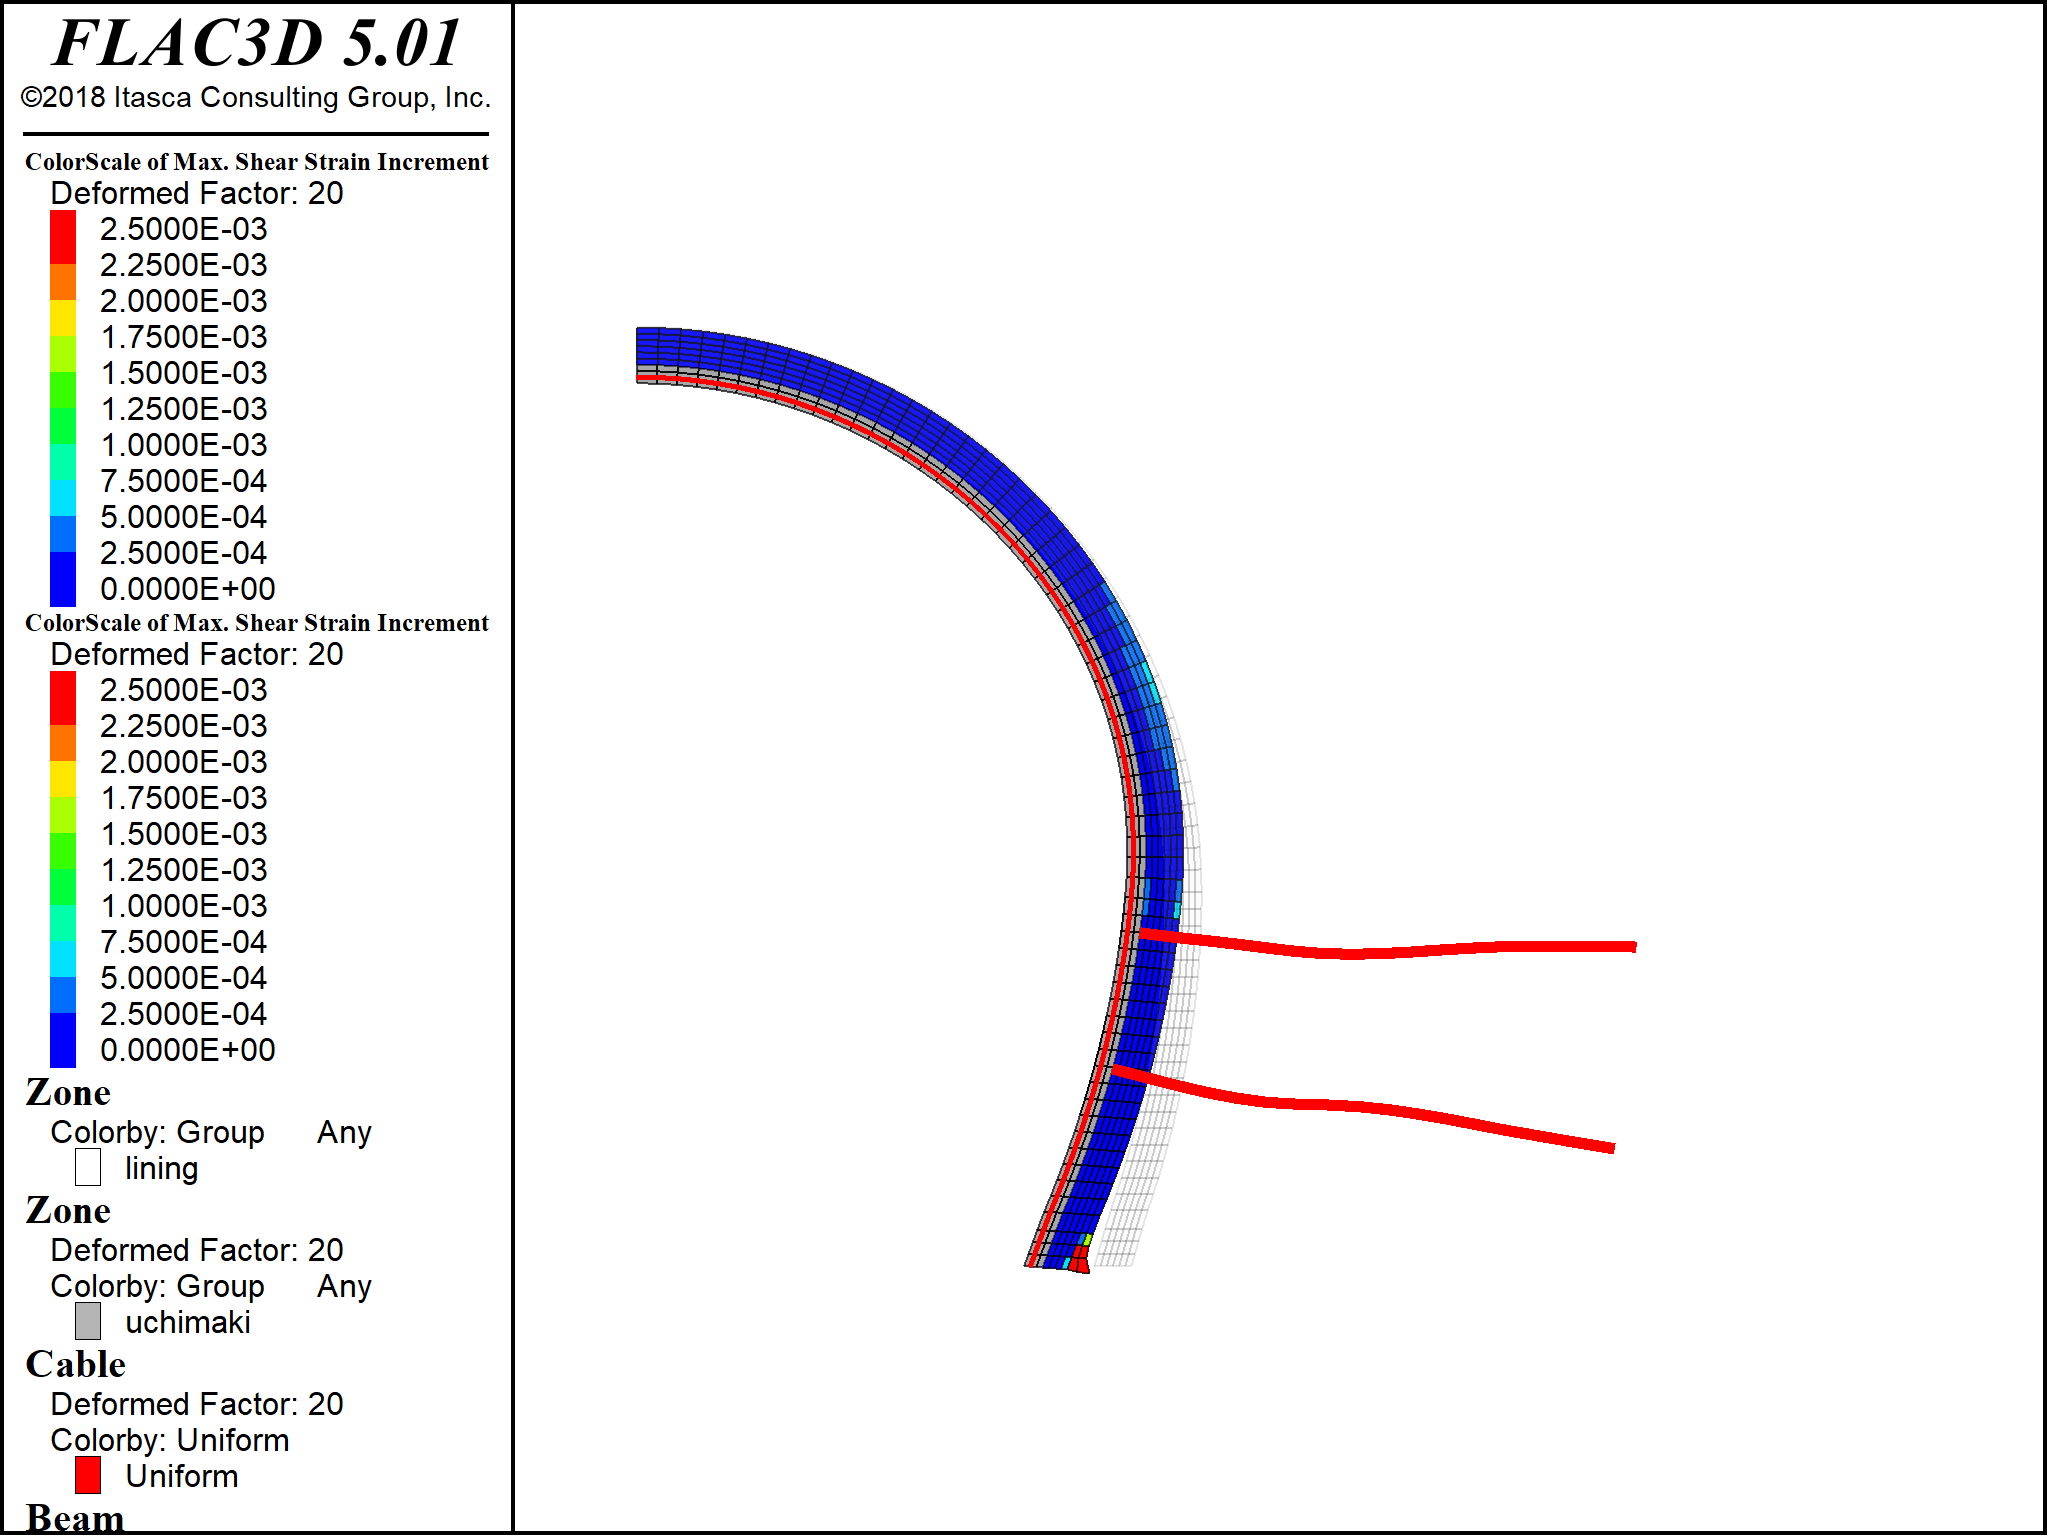 FLAC3D 5.01
©2018 Itasca Consulting Group, Inc.
ColorScale of Max. Shear Strain Increment
Deformed Factor: 20
2.5000E-03
2.2500E-03
2.0000E-03
1.7500E-03
1.5000E-03
1.2500E-03
1.0000E-03
7.5000E-04
5.0000E-04
2.5000E-04
0.0000E+00
ColorScale of Max. Shear Strain Increment
Deformed Factor: 20
2.5000E-03
2.2500E-03
2.0000E-03
1.7500E-03
1.5000E-03
1.2500E-03
1.0000E-03
7.5000E-04
5.0000E-04
2.5000E-04
0.0000E+00
Zone
Colorby: Group Any
lining
Zone
Deformed Factor: 20
Colorby: Group Any
uchimaki
Cable
Deformed Factor: 20
Colorby: Uniform
Uniform
Beam